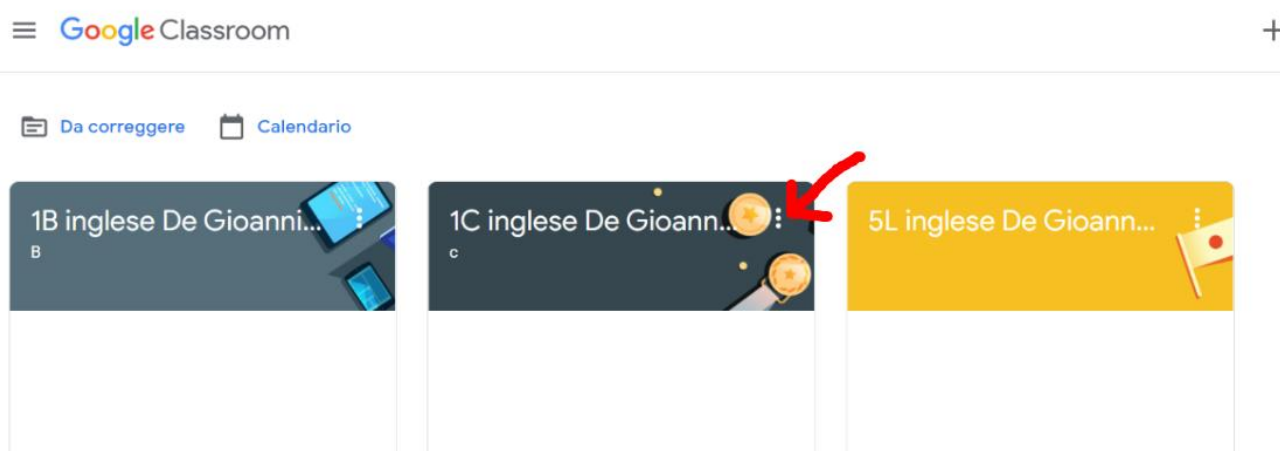 Google Classroom
Da correggere Calendario
1B inglese De Gioanni...
B
1C inglese De Gioann...
c
5L inglese De Gioann...